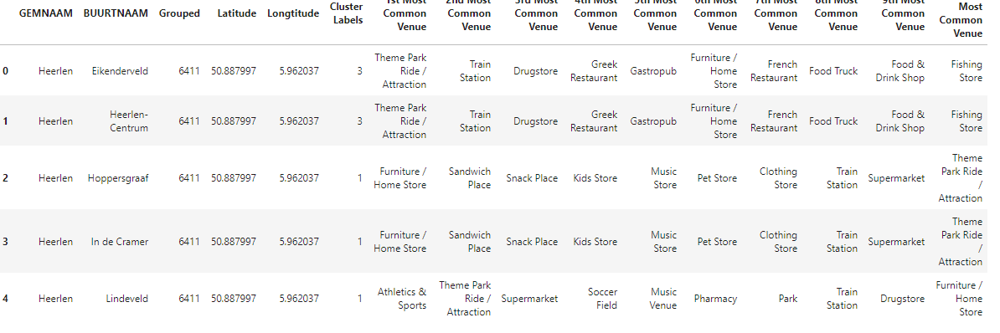 GEMNAAM BUURTNAAM Grouped Latitude Longtitude Cluster Labels 1st Most Common Venue 2nd Most Common Venue 3rd Most Common Venue 4th Most Common Venue 5th Most Common Venue 6th Most Common Venue 7th Most Common Venue 8th Most Common Venue 9th Most Common Venue Most Common Venue
0 Heerlen Eikenderveld 6411 50.887997 5.962037 3 Theme Park Ride / Attraction Train Station Drugstore Greek Restaurant Gastropub Furniture / Home Store French Restaurant Food Truck Food & Drink Shop Fishing Store
1 Heerlen Heerlen-Centrum 6411 50.887997 5.962037 3 Theme Park Ride / Attraction Train Station Drugstore Greek Restaurant Gastropub Furniture / Home Store French Restaurant Food Truck Food & Drink Shop Fishing Store
2 Heerlen Hoppersgraaf 6411 50.887997 5.962037 1 Furniture / Home Store Sandwich Place Snack Place Kids Store Music Store Pet Store Clothing Store Train Station Supermarket Theme Park Ride / Attraction
3 Heerlen In de Cramer 6411 50.887997 5.962037 1 Furniture / Home Store Sandwich Place Snack Place Kids Store Music Store Pet Store Clothing Store Train Station Supermarket Theme Park Ride / Attraction
4 Heerlen Lindeveld 6411 50.887997 5.962037 1 Athletics & Sports Theme Park Ride / Attraction Supermarket Soccer Field Music Venue Pharmacy Park Train Station Drugstore Furniture / Home Store